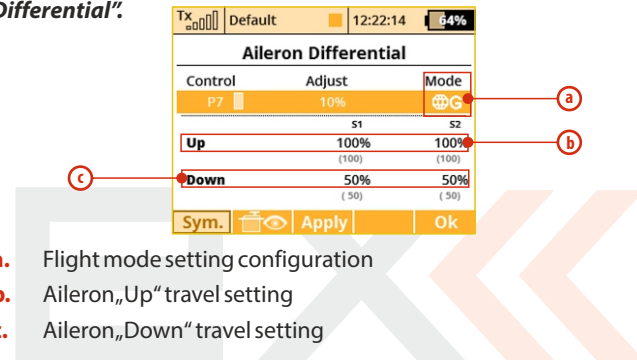 Differential”.
Tx Default 12:22:14 64%
Aileron Differential
Control Adjust Mode
P7 10% G
S1 S2
Up 100% 100%
(100) (100)
Down 50% 50%
( 50) ( 50)
Sym. Apply Ok
a
b
c
Flight mode setting configuration
Aileron„Up“ travel setting
Aileron„Down“ travel setting